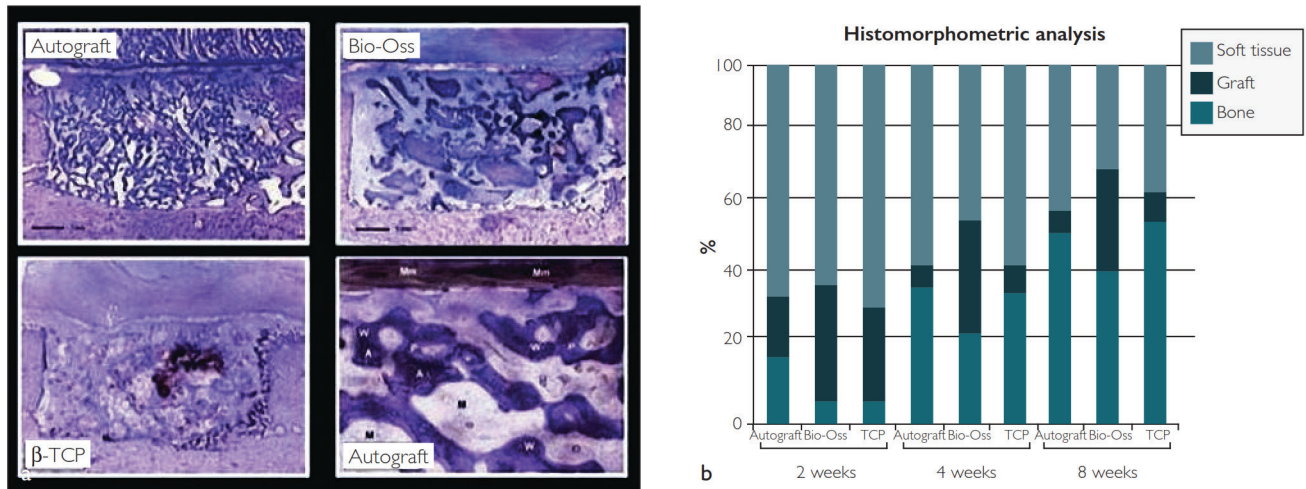 Autograft
Bio-Oss
β-TCP
a
Mm Mm
W
A
W
A
M
M
W
O
Autograft
Histomorphometric analysis
Soft tissue
Graft
Bone
100
80
60
40
20
0
%
Autograft Bio-Oss TCP Autograft Bio-Oss TCP Autograft Bio-Oss TCP
2 weeks 4 weeks 8 weeks
b